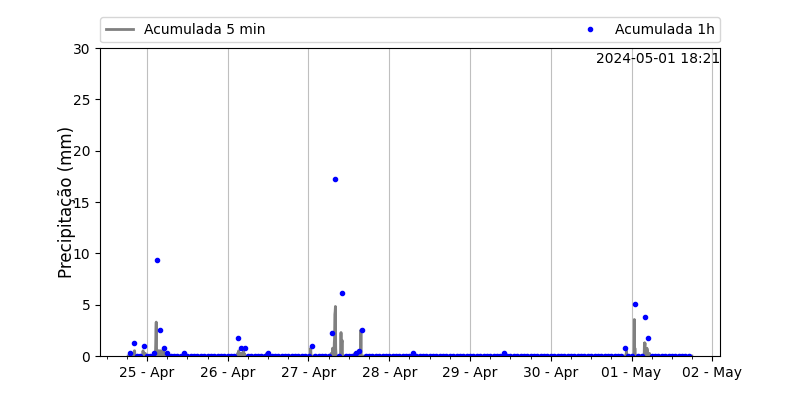 Acumulada 5 min
Acumulada 1h
2024-05-01 18:21
Precipitação (mm)
30
25
20
15
10
5
0
25 - Apr
26 - Apr
27 - Apr
28 - Apr
29 - Apr
30 - Apr
01 - May
02 - May